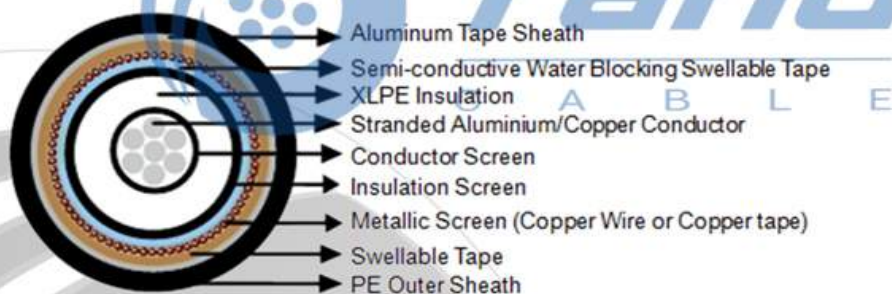 Aluminum Tape Sheath
Semi-conductive Water Blocking Swellable Tape
XLPE Insulation
A B L E
Stranded Aluminium/Copper Conductor
Conductor Screen
Insulation Screen
Metallic Screen (Copper Wire or Copper tape)
Swellable Tape
PE Outer Sheath